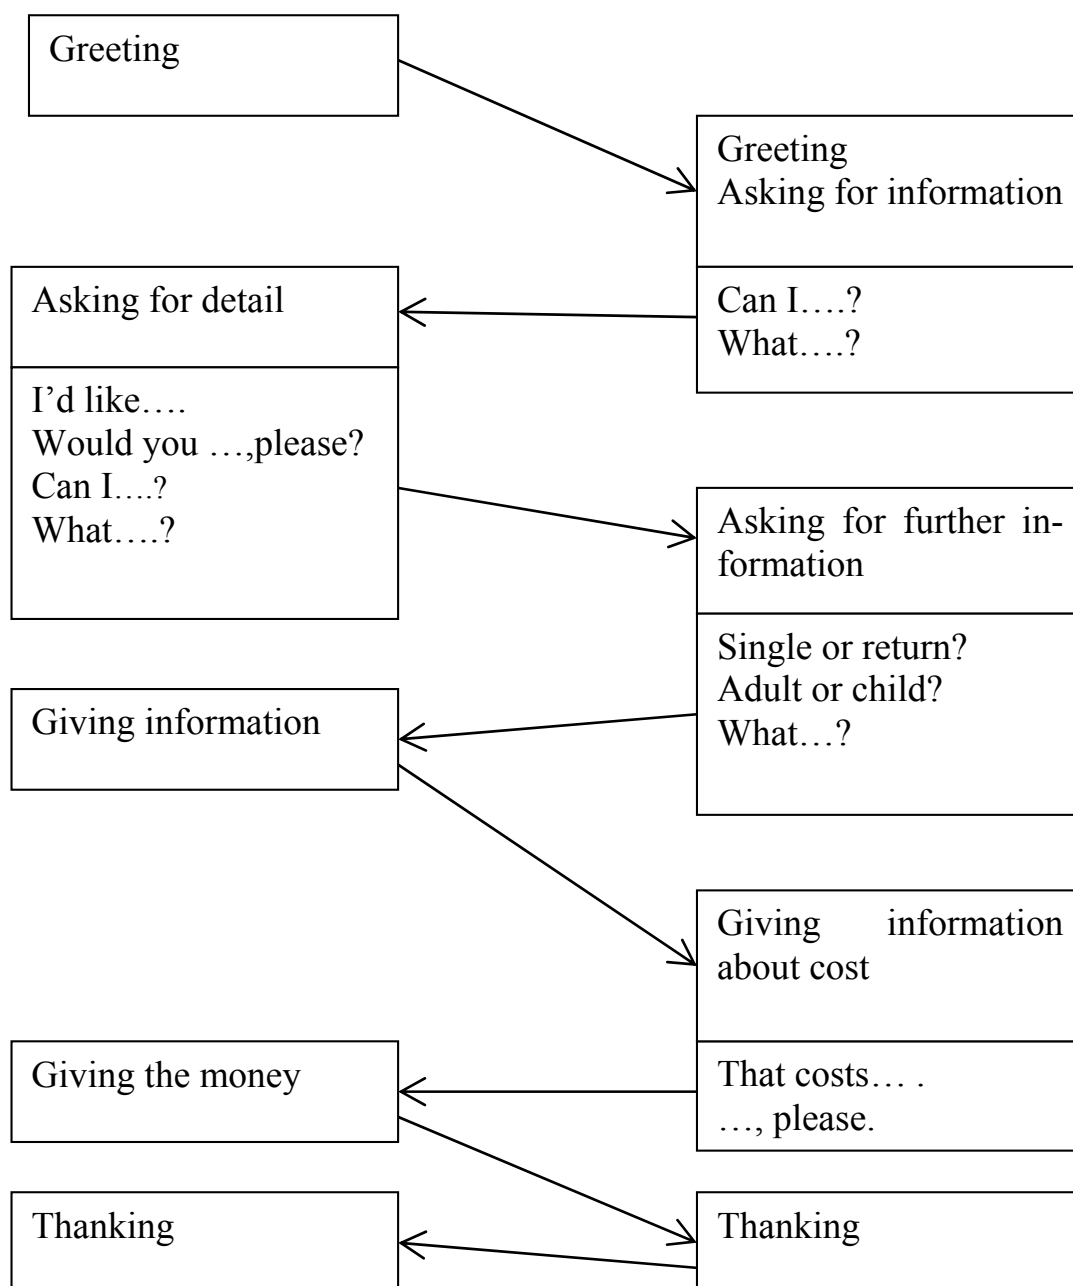 Greeting
Greeting
Asking for information
Can I….?
What….?
Asking for detail
I’d like….
Would you …,please?
Can I….?
What….?
Asking for further in-
formation
Single or return?
Adult or child?
What…?
Giving information
Giving information
about cost
That costs… .
…, please.
Giving the money
Thanking
Thanking